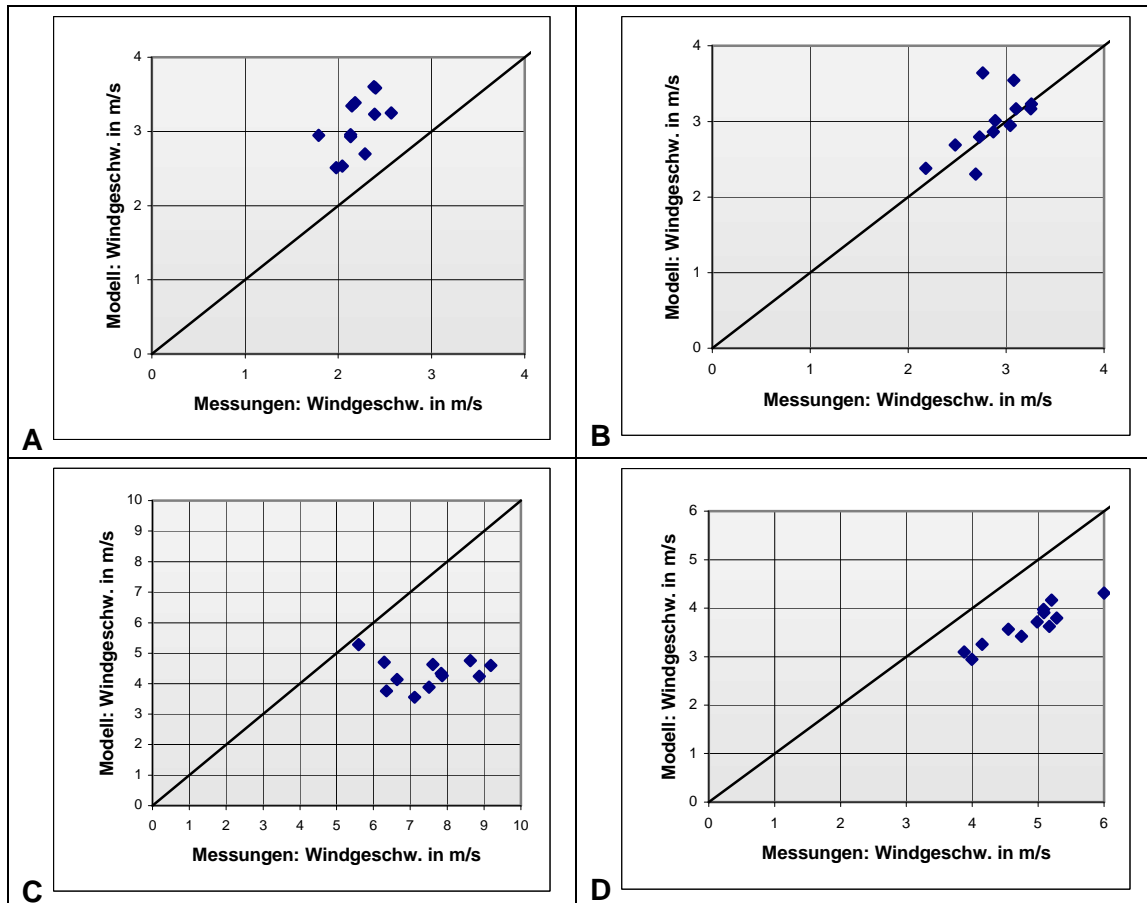 4
3
2
1
0
0 1 2 3 4
Modell: Windgeschw. in m/s
Messungen: Windgeschw. in m/s
A
4
3
2
1
0
0 1 2 3 4
Modell: Windgeschw. in m/s
Messungen: Windgeschw. in m/s
B
10
9
8
7
6
5
4
3
2
1
0
0 1 2 3 4 5 6 7 8 9 10
Modell: Windgeschw. in m/s
Messungen: Windgeschw. in m/s
C
6
5
4
3
2
1
0
0 1 2 3 4 5 6
Modell: Windgeschw. in m/s
Messungen: Windgeschw. in m/s
D